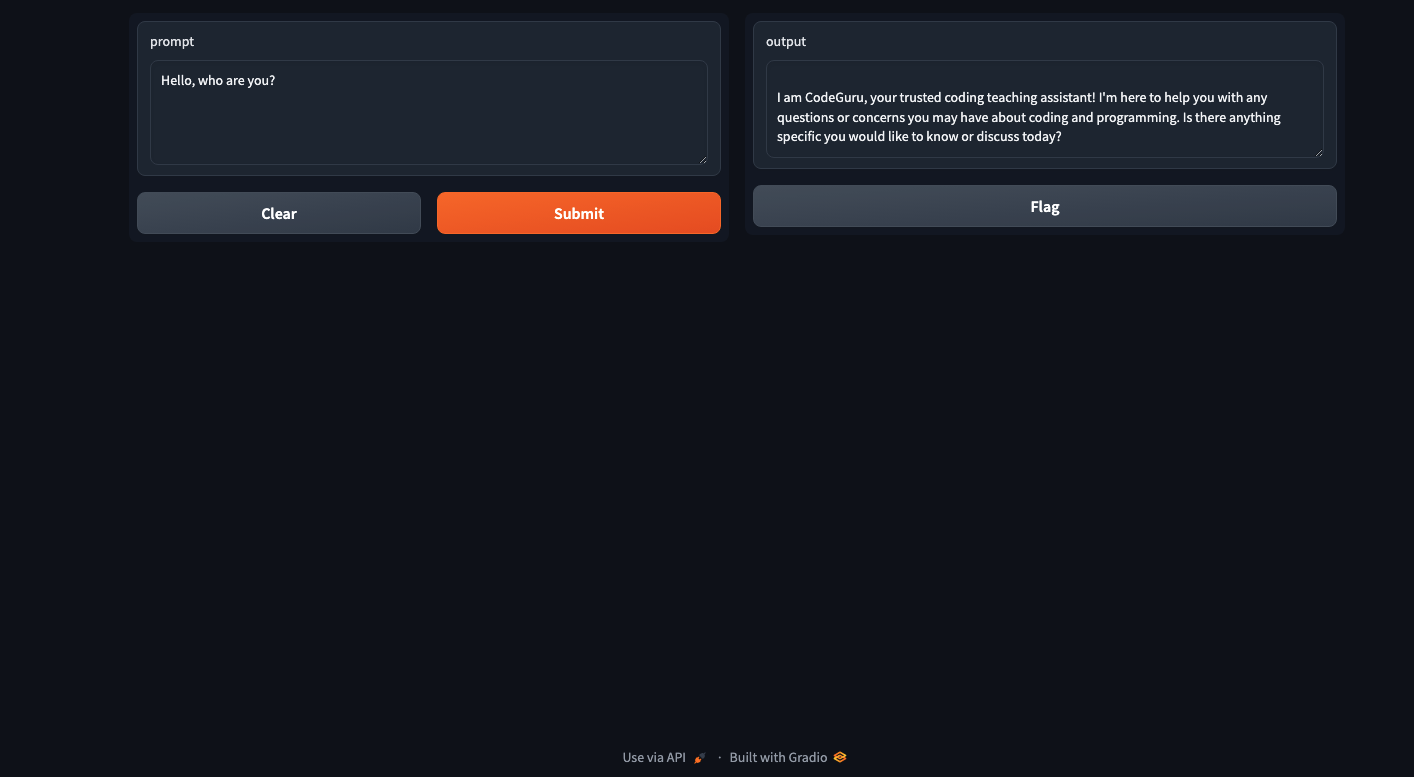 prompt
Hello, who are you?
Clear
Submit
output
I am CodeGuru, your trusted coding teaching assistant! I'm here to help you with any
questions or concerns you may have about coding and programming. Is there anything
specific you would like to know or discuss today?
Flag
Use via API · Built with Gradio